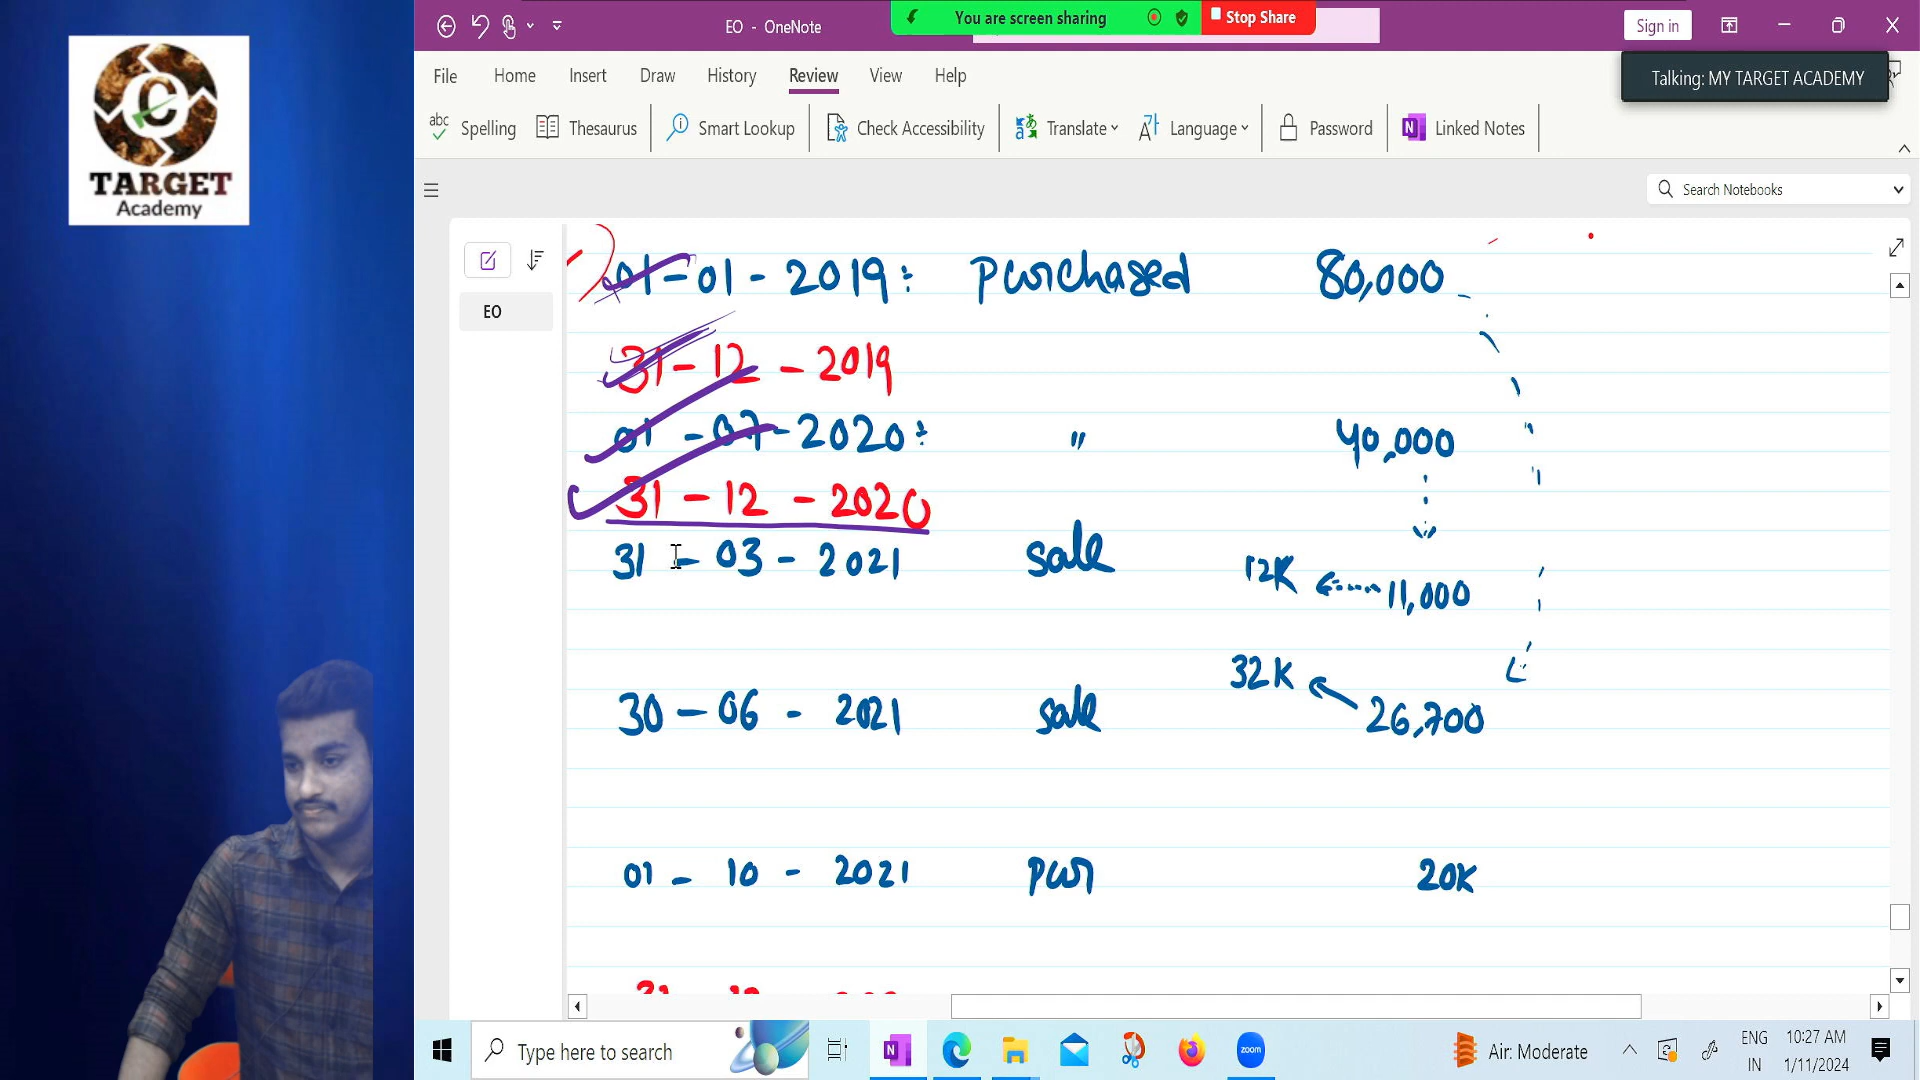 TARGET
Academy
EO - OneNote
You are screen sharing
Stop Share
Sign in
Talking: MY TARGET ACADEMY
File Home Insert Draw History Review View Help
abc Spelling Thesaurus Smart Lookup Check Accessibility Translate Language Password Linked Notes
Search Notebooks
EO
01-01-2019: Purchased 80,000
31-12-2019
01-07-2020: " 40,000
31-12-2020
31-03-2021 sale 12K 11,000
30-06-2021 sale 32K 26,700
01-10-2021 pur 20K
Type here to search
zoom
Air: Moderate
ENG
IN
10:27 AM
1/11/2024